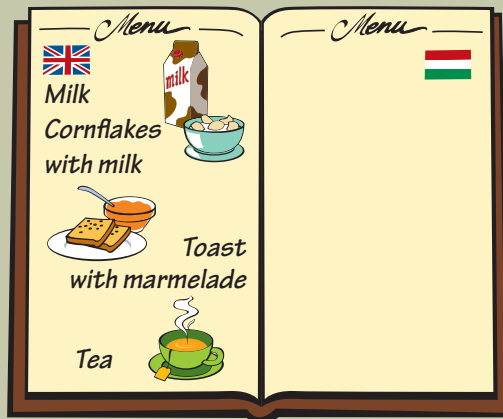 Menu
Menu
Milk
milk
Cornflakes
with milk
Toast
with marmelade
Tea